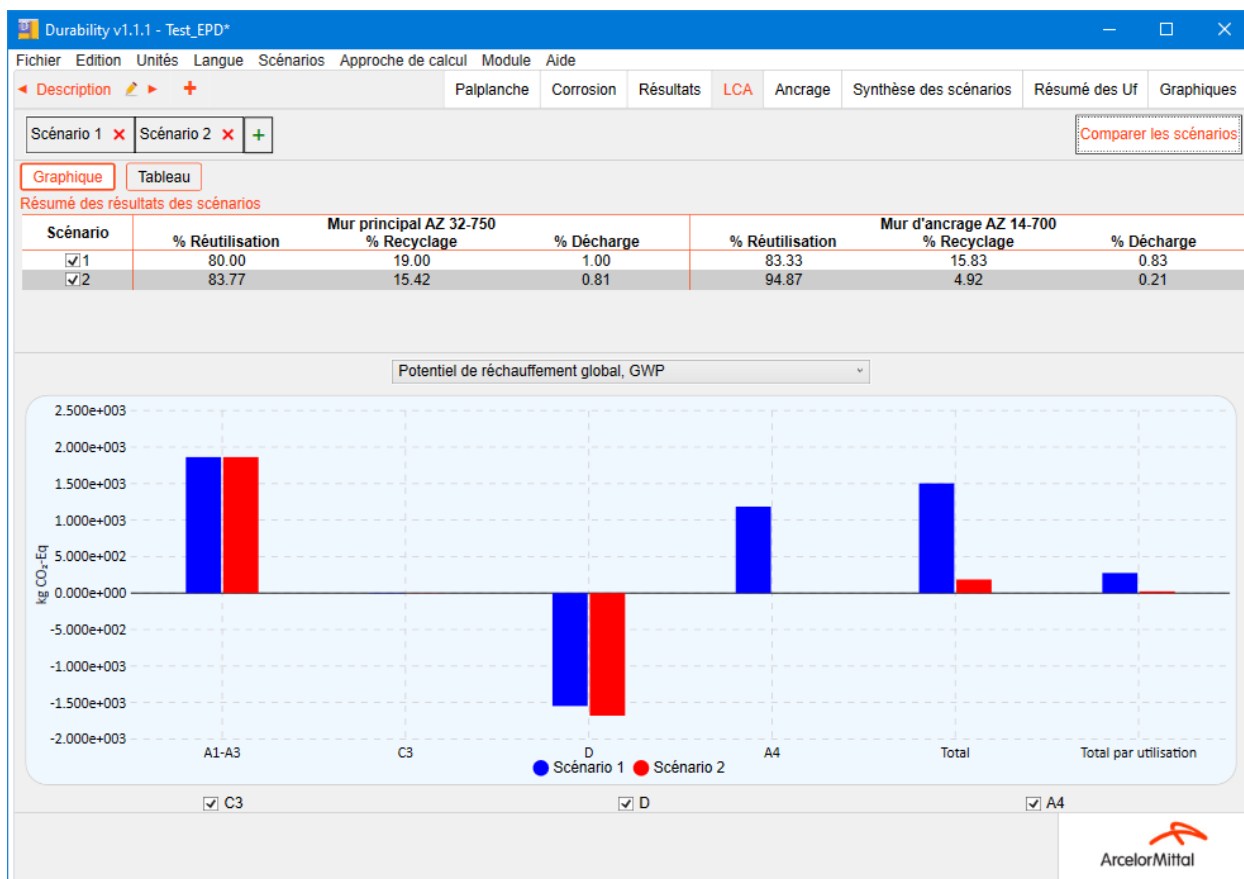 Durability v1.1.1 - Test_EPD*
Fichier Edition Unités Langue Scénarios Approche de calcul Module Aide
Description Palplanche Corrosion Résultats LCA Ancrage Synthèse des scénarios Résumé des Uf Graphiques
Scénario 1 Scénario 2 + Comparer les scénarios
Graphique Tableau
Résumé des résultats des scénarios
Scénario Mur principal AZ 32-750 Mur d'ancrage AZ 14-700
% Réutilisation % Recyclage % Décharge % Réutilisation % Recyclage % Décharge
1 80.00 19.00 1.00 83.33 15.83 0.83
2 83.77 15.42 0.81 94.87 4.92 0.21
Potentiel de réchauffement global, GWP
2.500e+003
2.000e+003
1.500e+003
1.000e+003
5.000e+002
0.000e+000
-5.000e+002
-1.000e+003
-1.500e+003
-2.000e+003
kg CO₂-Eq
A1-A3 C3 D A4 Total Total par utilisation
Scénario 1 Scénario 2
C3 D A4
ArcelorMittal